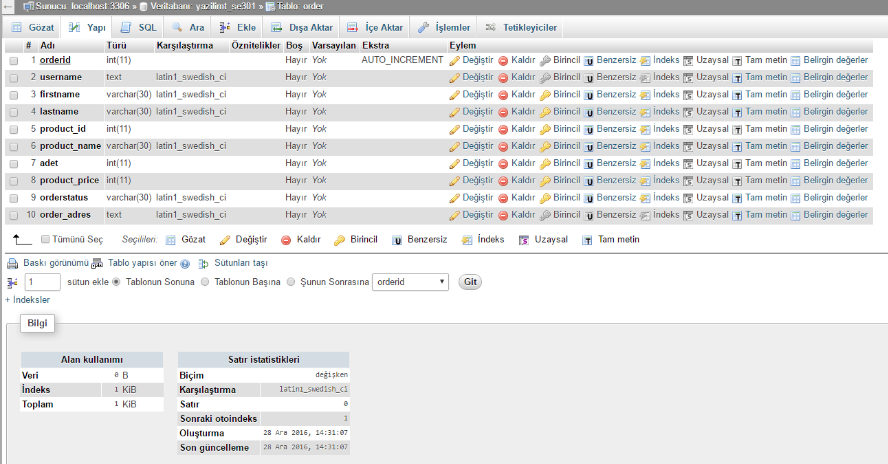 Sunucu: localhost:3306 » Veritabanı: yazilimt_se301 » Tablo: order
Gözat Yapı SQL Ara Ekle Dışa Aktar İçe Aktar İşlemler Tetikleyiciler
# Adı Türü Karşılaştırma Öznitelikler Boş Varsayılan Ekstra Eylem
1 orderid int(11) Hayır Yok AUTO_INCREMENT Değiştir Kaldır Birincil Benzersiz İndeks Uzaysal Tam metin Belirgin değerler
2 username text latin1_swedish_ci Hayır Yok Değiştir Kaldır Birincil Benzersiz İndeks Uzaysal Tam metin Belirgin değerler
3 firstname varchar(30) latin1_swedish_ci Hayır Yok Değiştir Kaldır Birincil Benzersiz İndeks Uzaysal Tam metin Belirgin değerler
4 lastname varchar(30) latin1_swedish_ci Hayır Yok Değiştir Kaldır Birincil Benzersiz İndeks Uzaysal Tam metin Belirgin değerler
5 product_id int(11) Hayır Yok Değiştir Kaldır Birincil Benzersiz İndeks Uzaysal Tam metin Belirgin değerler
6 product_name varchar(30) latin1_swedish_ci Hayır Yok Değiştir Kaldır Birincil Benzersiz İndeks Uzaysal Tam metin Belirgin değerler
7 adet int(11) Hayır Yok Değiştir Kaldır Birincil Benzersiz İndeks Uzaysal Tam metin Belirgin değerler
8 product_price int(11) Hayır Yok Değiştir Kaldır Birincil Benzersiz İndeks Uzaysal Tam metin Belirgin değerler
9 orderstatus varchar(30) latin1_swedish_ci Hayır Yok Değiştir Kaldır Birincil Benzersiz İndeks Uzaysal Tam metin Belirgin değerler
10 order_adres text latin1_swedish_ci Hayır Yok Değiştir Kaldır Birincil Benzersiz İndeks Uzaysal Tam metin Belirgin değerler
Tümünü Seç Seçilileri: Gözat Değiştir Kaldır Birincil Benzersiz İndeks Uzaysal Tam metin
Baskı görünümü Tablo yapısı öner Sütunları taşı
1 sütun ekle Tablonun Sonuna Tablonun Başına Şunun Sonrasına orderid Git
+ İndeksler
Bilgi
Alan kullanımı
Veri 0 B
İndeks 1 KiB
Toplam 1 KiB
Satır istatistikleri
Biçim değişken
Karşılaştırma latin1_swedish_ci
Satır 0
Sonraki otoindeks 3
Oluşturma 28 Ara 2016, 14:31:07
Son güncelleme 28 Ara 2016, 14:31:07